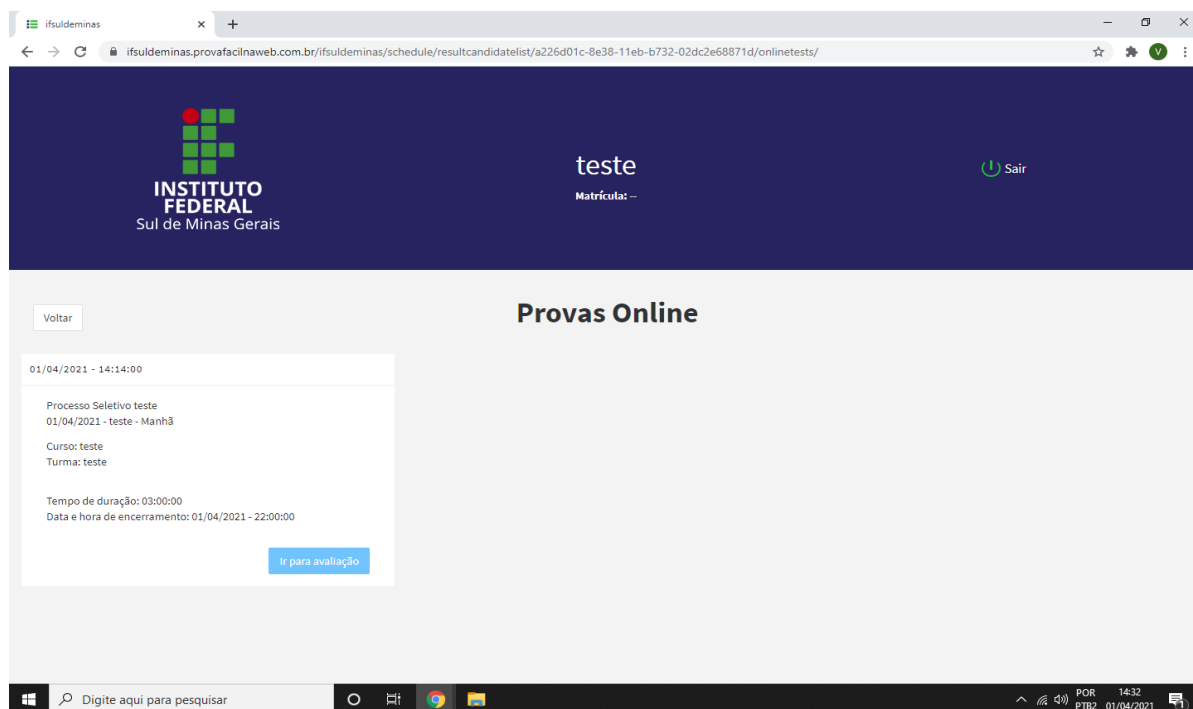 ifsuldeminas
ifsuldeminas.provafacilnaweb.com.br/ifsuldeminas/schedule/resultcandidatelist/a226d01c-8e38-11eb-b732-02dc2e68871d/onlinetests/
V
INSTITUTO
FEDERAL
Sul de Minas Gerais
teste
Matrícula: --
Sair
Voltar
Provas Online
01/04/2021 - 14:14:00
Processo Seletivo teste
01/04/2021 - teste - Manhã
Curso: teste
Turma: teste
Tempo de duração: 03:00:00
Data e hora de encerramento: 01/04/2021 - 22:00:00
Ir para avaliação
Digite aqui para pesquisar
POR
PTB2
14:32
01/04/2021
1